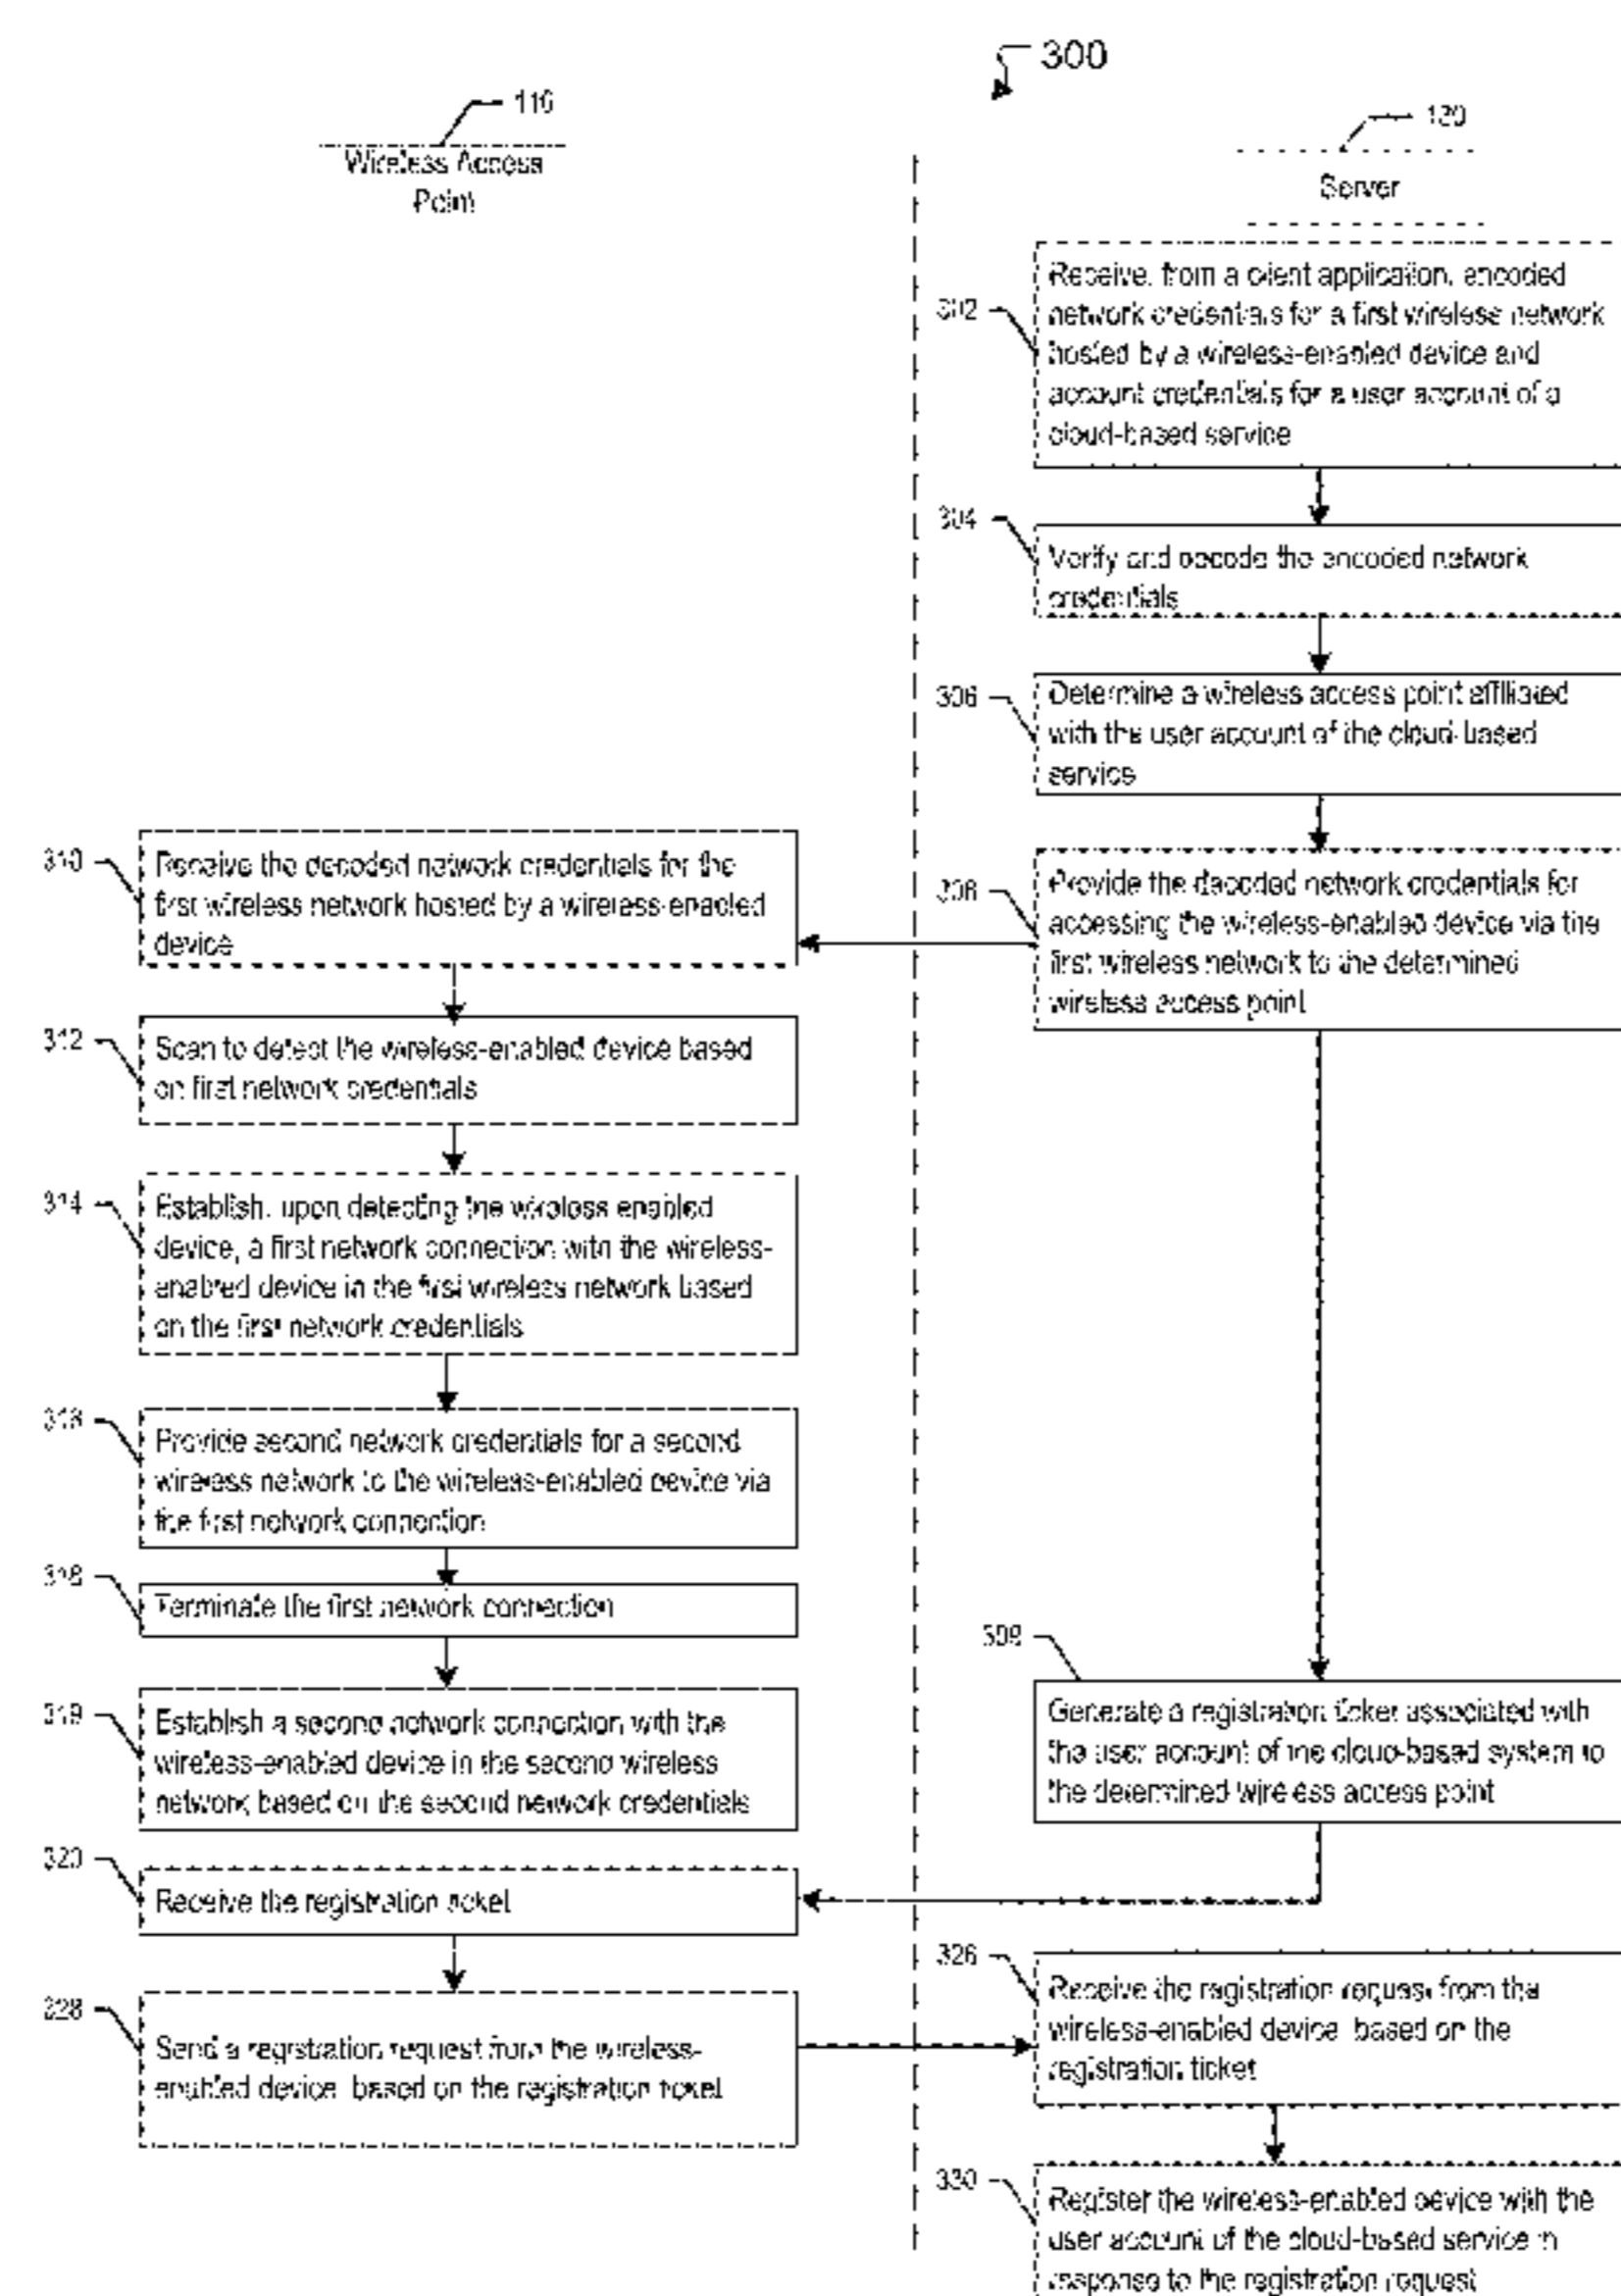 300
116
Wireless Access
Point
Server
302
Receive, from a client application, encoded
network credentials for a first wireless network
hosted by a wireless-enabled device and
account credentials for a user account of a
cloud-based service
304
Verify and decode the encoded network
credentials
306
Determine a wireless access point affiliated
with the user account of the cloud-based
service
310
Receive the decoded network credentials for the
first wireless network hosted by a wireless-enabled
device
Provide the decoded network credentials for
accessing the wireless-enabled device via the
first wireless network to the determined
wireless access point
312
Scan to detect the wireless-enabled device based
on first network credentials
314
Establish, upon detecting the wireless enabled
device, a first network connection with the wireless-
enabled device in the first wireless network based
on the first network credentials
Provide second network credentials for a second
wireless network to the wireless-enabled device via
the first network connection
318
Terminate the first network connection
319
Establish a second network connection with the
wireless-enabled device in the second wireless
network based on the second network credentials
Generate a registration ticket associated with
the user account of the cloud-based system to
the determined wireless access point
320
Receive the registration ticket
328
Send a registration request from the wireless-
enabled device based on the registration ticket
326
Receive the registration request from the
wireless-enabled device based on the
registration ticket
330
Register the wireless-enabled device with the
user account of the cloud-based service in
response to the registration request